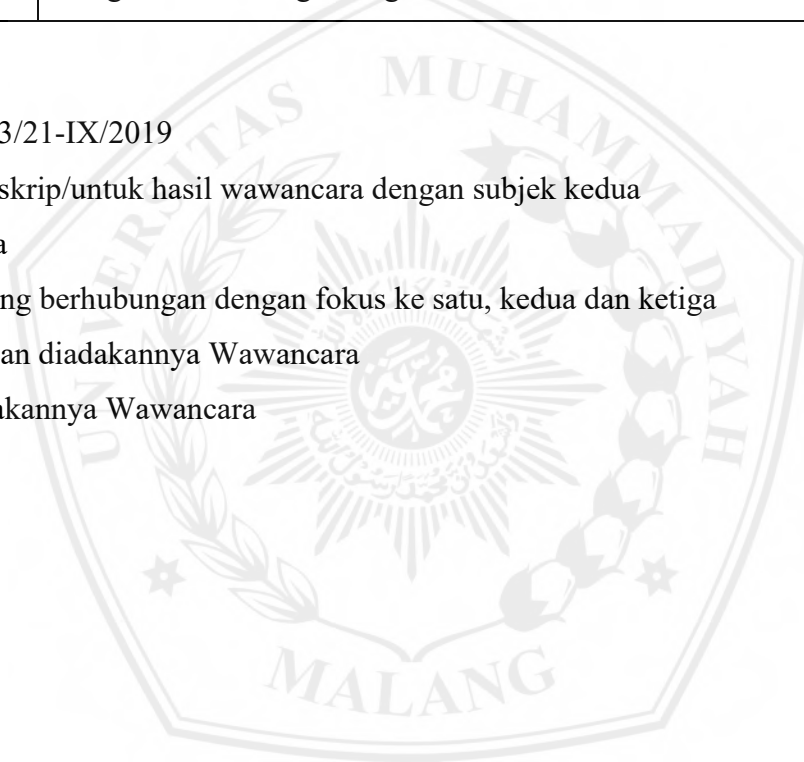 3/21-IX/2019
skrip/untuk hasil wawancara dengan subjek kedua
a
ng berhubungan dengan fokus ke satu, kedua dan ketiga
an diadakannya Wawancara
akannya Wawancara
UNIVERSITAS MUHAMMADIYAH
MALANG